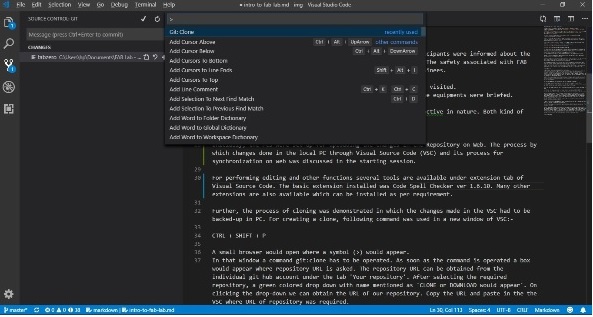 File Edit Selection View Go Debug Terminal Help
intro-to-fab-lab.md - img - Visual Studio Code
SOURCE CONTROL: GIT
Message (press Ctrl+Enter to commit)
CHANGES
>
Git: Clone recently used
Add Cursor Above Ctrl + Alt + UpArrow other commands
Add Cursor Below Ctrl + Alt + DownArrow
Add Cursors To Bottom
Add Cursors to Line Ends Shift + Alt + I
Add Cursors To Top
Add Line Comment Ctrl + K Ctrl + C
Add Selection To Next Find Match Ctrl + D
Add Selection To Previous Find Match
Add Word to Folder Dictionary
Add Word to Global Dictionary
Add Word to Workspace Dictionary
cipants were informed about the
The safety associated with FAB
ines.
visited.
e equipments were briefed.
ctive in nature. Both kind of
Repository on Web. The process by
which changes done in the local PC through Visual Source Code (VSC) and its process for
synchronization on web was discussed in the starting session.
29
30 For performing editing and other functions several tools are available under extension tab of
Visual Source Code. The basic extension installed was Code Spell Checker ver 1.6.10. Many other
extensions are also available which can be installed as per requirement.
31
32 Further, the process of cloning was demonstrated in which the changes made in the VSC had to be
backed-up in PC. For creating a clone, following command was used in a new window of VSC:-
33
34 CTRL + SHIFT + P
35
36 A small browser would open where a symbol (>) would appear.
37 In that window a command git:clone has to be operated. As soon as the command is operated a box
would appear where repository URL is asked. The repository URL can be obtained from the
individual git hub account under the tab 'Your repository'. After selecting the required
repository, a green colored drop down with name mentioned as 'CLONE or DOWNLOAD would appear'. On
clicking the drop-down we can obtain the URL of our repository. Copy the URL and paste in the the
VSC where URL of repository was required.
master* 0 0 38 markdown intro-to-fab-lab.md
Ln 30, Col 113 Spaces: 4 UTF-8 CRLF Markdown